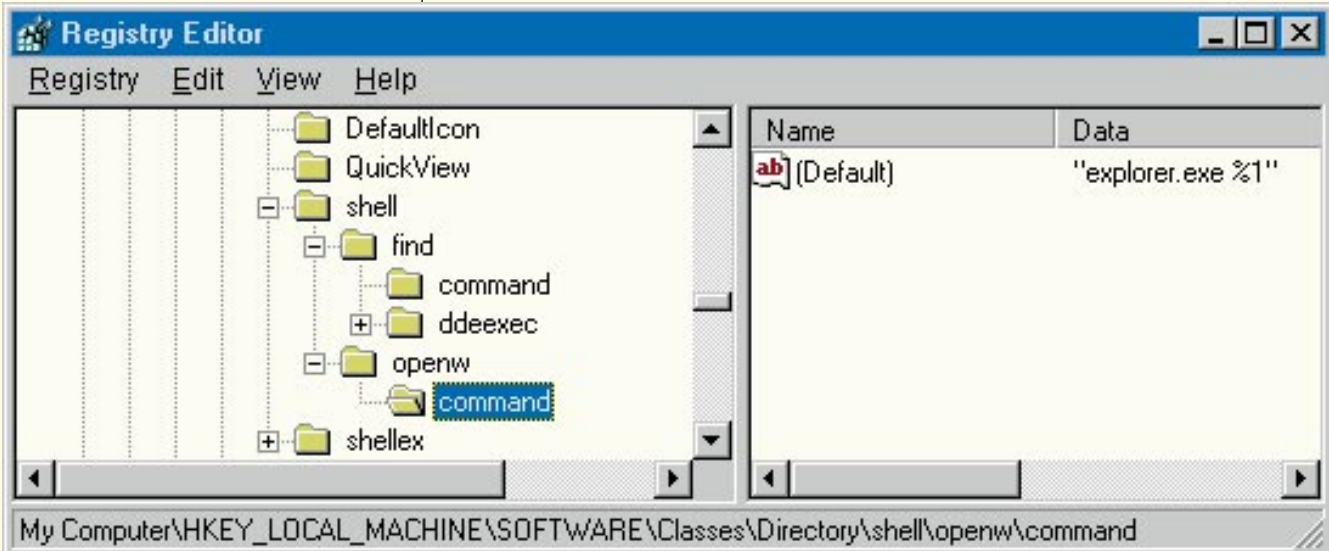 Registry Editor
Registry Edit View Help
DefaultIcon
QuickView
shell
find
command
ddeexec
openw
command
shellex
Name Data
ab (Default) "explorer.exe %1"
My Computer\HKEY_LOCAL_MACHINE\SOFTWARE\Classes\Directory\shell\openw\command